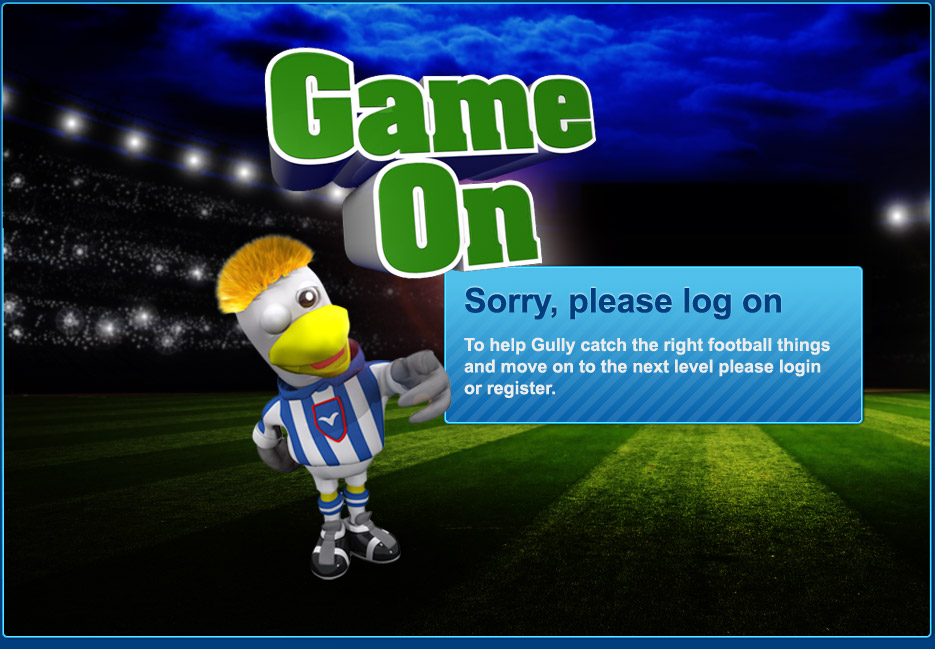 Game
On
Sorry, please log on
To help Gully catch the right football things
and move on to the next level please login
or register.